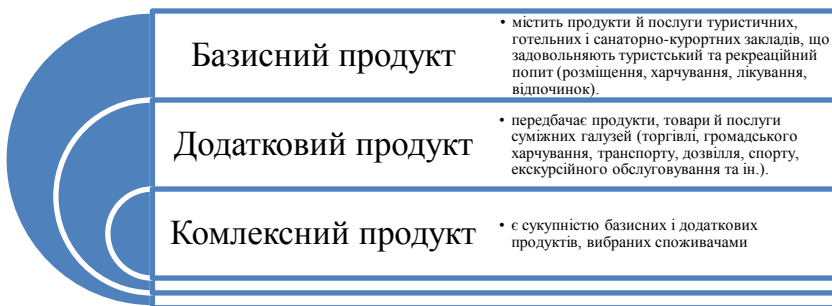 Базисний продукт
• містить продукти й послуги туристичних,
готельних і санаторно-курортних закладів, що
задовольняють туристський та рекреаційний
попит (розміщення, харчування, лікування,
відпочинок).
Додатковий продукт
• передбачає продукти, товари й послуги
суміжних галузей (торгівлі, громадського
харчування, транспорту, дозвілля, спорту,
екскурсійного обслуговування та ін.).
Комлексний продукт
• є сукупністю базисних і додаткових
продуктів, вибраних споживачами